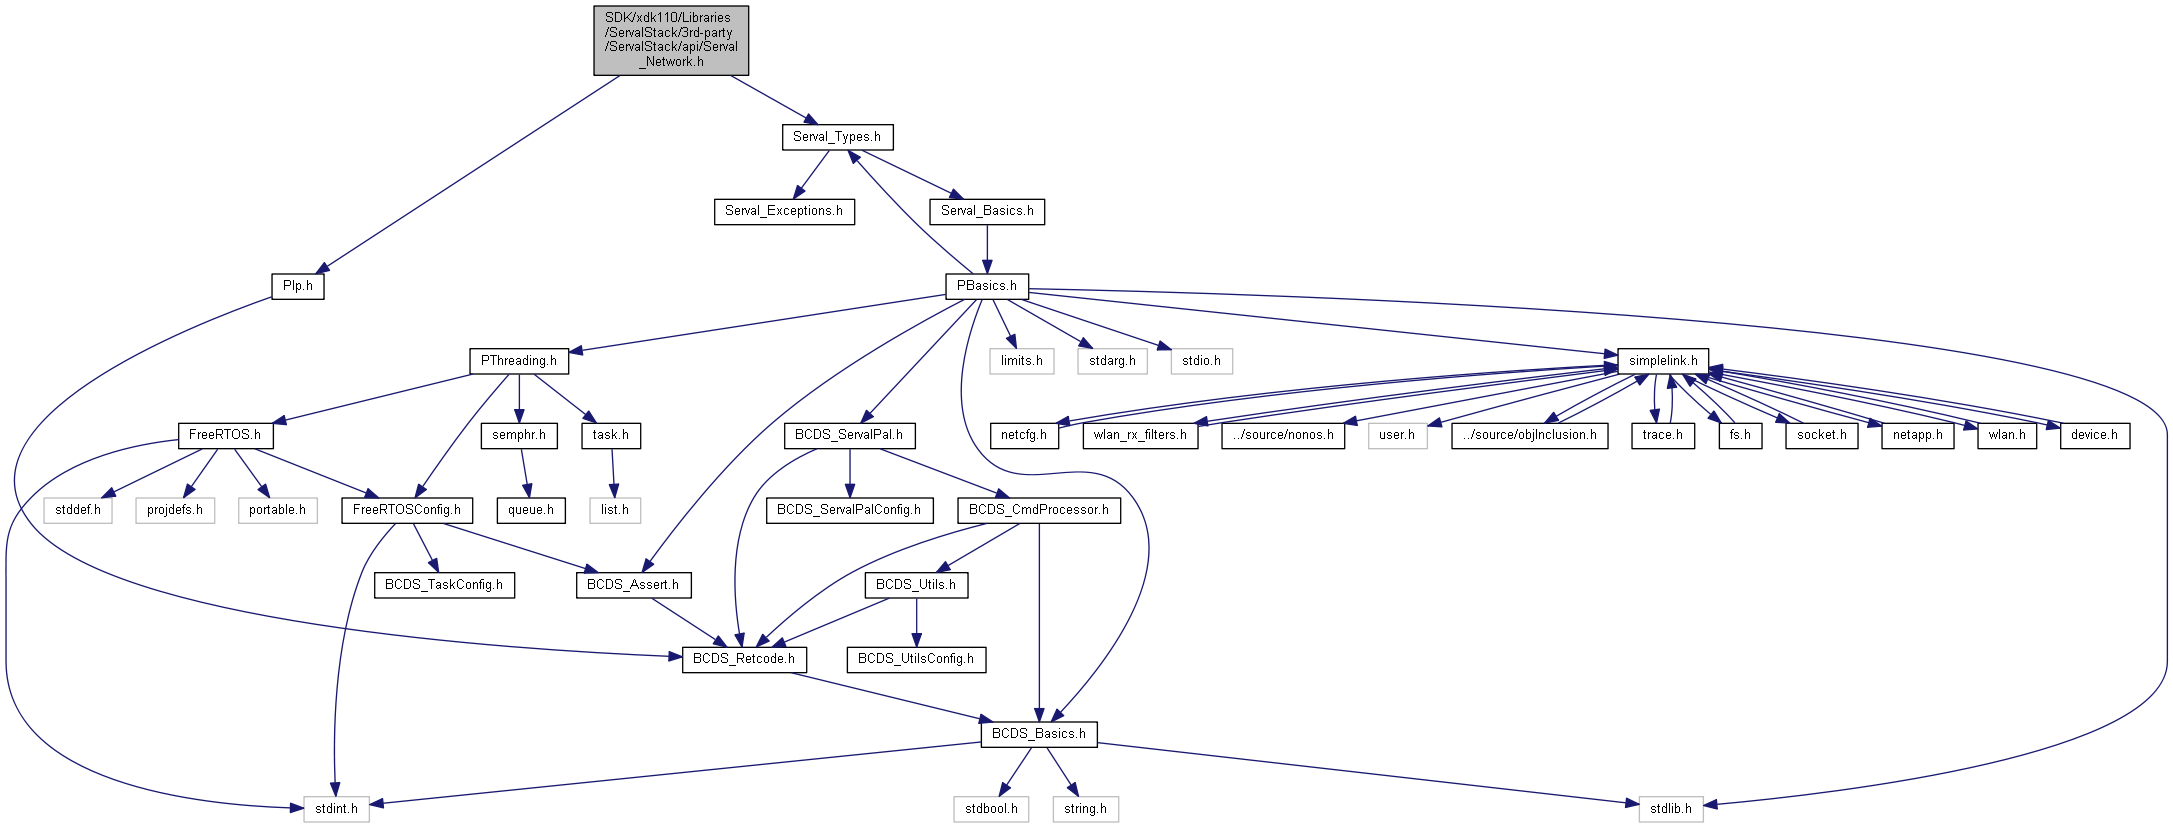 SDK/xdk110/Libraries
/ServalStack/3rd-party
/ServalStack/api/Serval
_Network.h
Serval_Types.h
Serval_Exceptions.h
Serval_Basics.h
PIp.h
PBasics.h
PThreading.h
limits.h
stdarg.h
stdio.h
simplelink.h
FreeRTOS.h
semphr.h
task.h
BCDS_ServalPal.h
netcfg.h
wlan_rx_filters.h
../source/nonos.h
user.h
../source/objInclusion.h
trace.h
fs.h
socket.h
netapp.h
wlan.h
device.h
stddef.h
projdefs.h
portable.h
FreeRTOSConfig.h
queue.h
list.h
BCDS_ServalPalConfig.h
BCDS_CmdProcessor.h
BCDS_TaskConfig.h
BCDS_Assert.h
BCDS_Utils.h
BCDS_Retcode.h
BCDS_UtilsConfig.h
BCDS_Basics.h
stdint.h
stdbool.h
string.h
stdlib.h